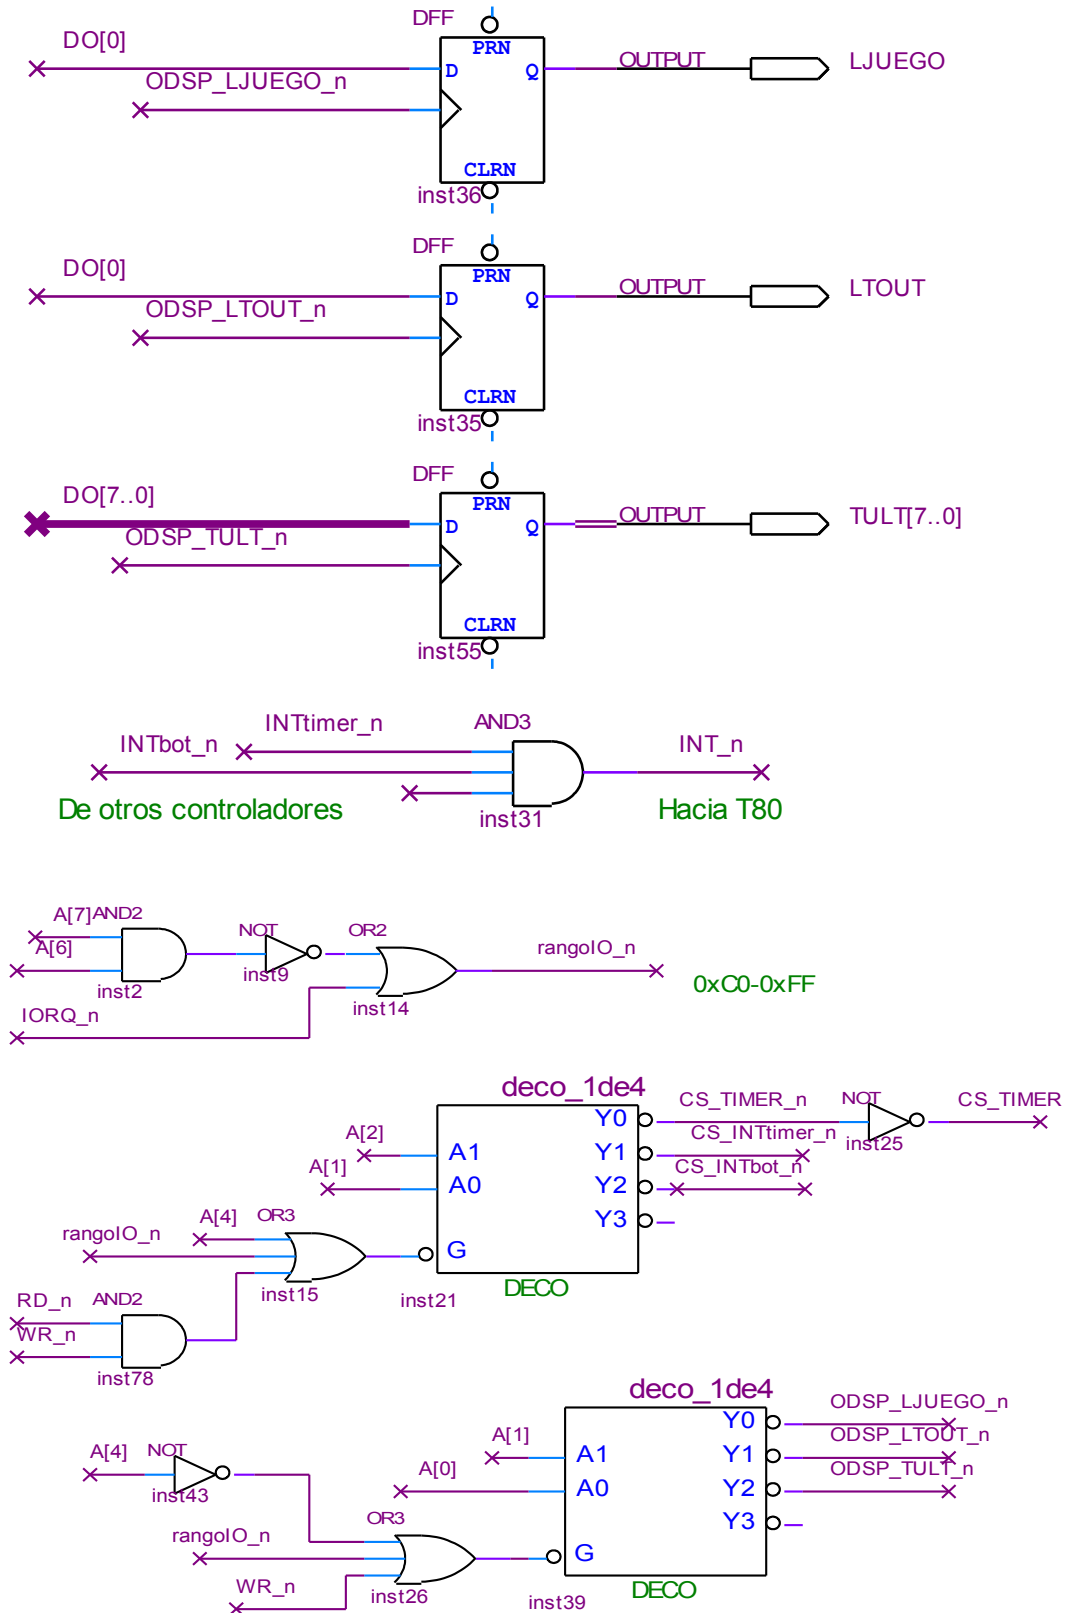 DFF
PRN
DO[0]
D
Q
OUTPUT
LJUEGO
ODSP_LJUEGO_n
CLRN
inst36
DFF
PRN
DO[0]
D
Q
OUTPUT
LTOUT
ODSP_LTOUT_n
CLRN
inst35
DFF
PRN
DO[7..0]
D
Q
OUTPUT
TULT[7..0]
ODSP_TULT_n
CLRN
inst55
INTtimer_n
AND3
INTbot_n
INT_n
De otros controladores
inst31
Hacia T80
A[7]
AND2
A[6]
NOT
OR2
rangoIO_n
inst2
inst9
inst14
0xC0-0xFF
IORQ_n
deco_1de4
Y0
CS_TIMER_n
NOT
CS_TIMER
A[2]
A1
Y1
CS_INTtimer_n
inst25
A[1]
A0
Y2
CS_INTbot_n
Y3
A[4]
OR3
rangoIO_n
G
inst15
inst21
DECO
RD_n
AND2
WR_n
inst78
deco_1de4
Y0
ODSP_LJUEGO_n
A[4]
NOT
A[1]
A1
Y1
ODSP_LTOUT_n
inst43
A[0]
A0
Y2
ODSP_TULT_n
Y3
OR3
rangoIO_n
G
WR_n
inst26
inst39
DECO